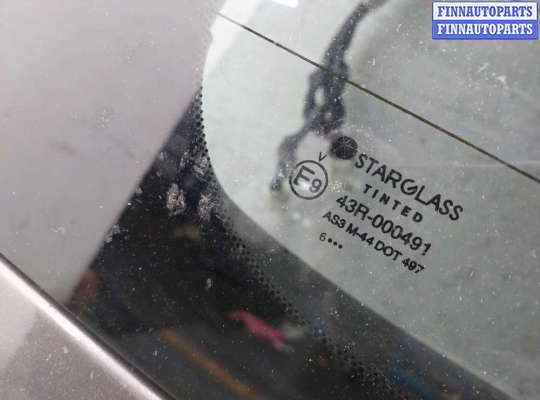 FINNAUTOPARTS
FINNAUTOPARTS
STARGLASS
TINTED
V
E9
43R-000491
AS3 M-44 DOT 497
6•••